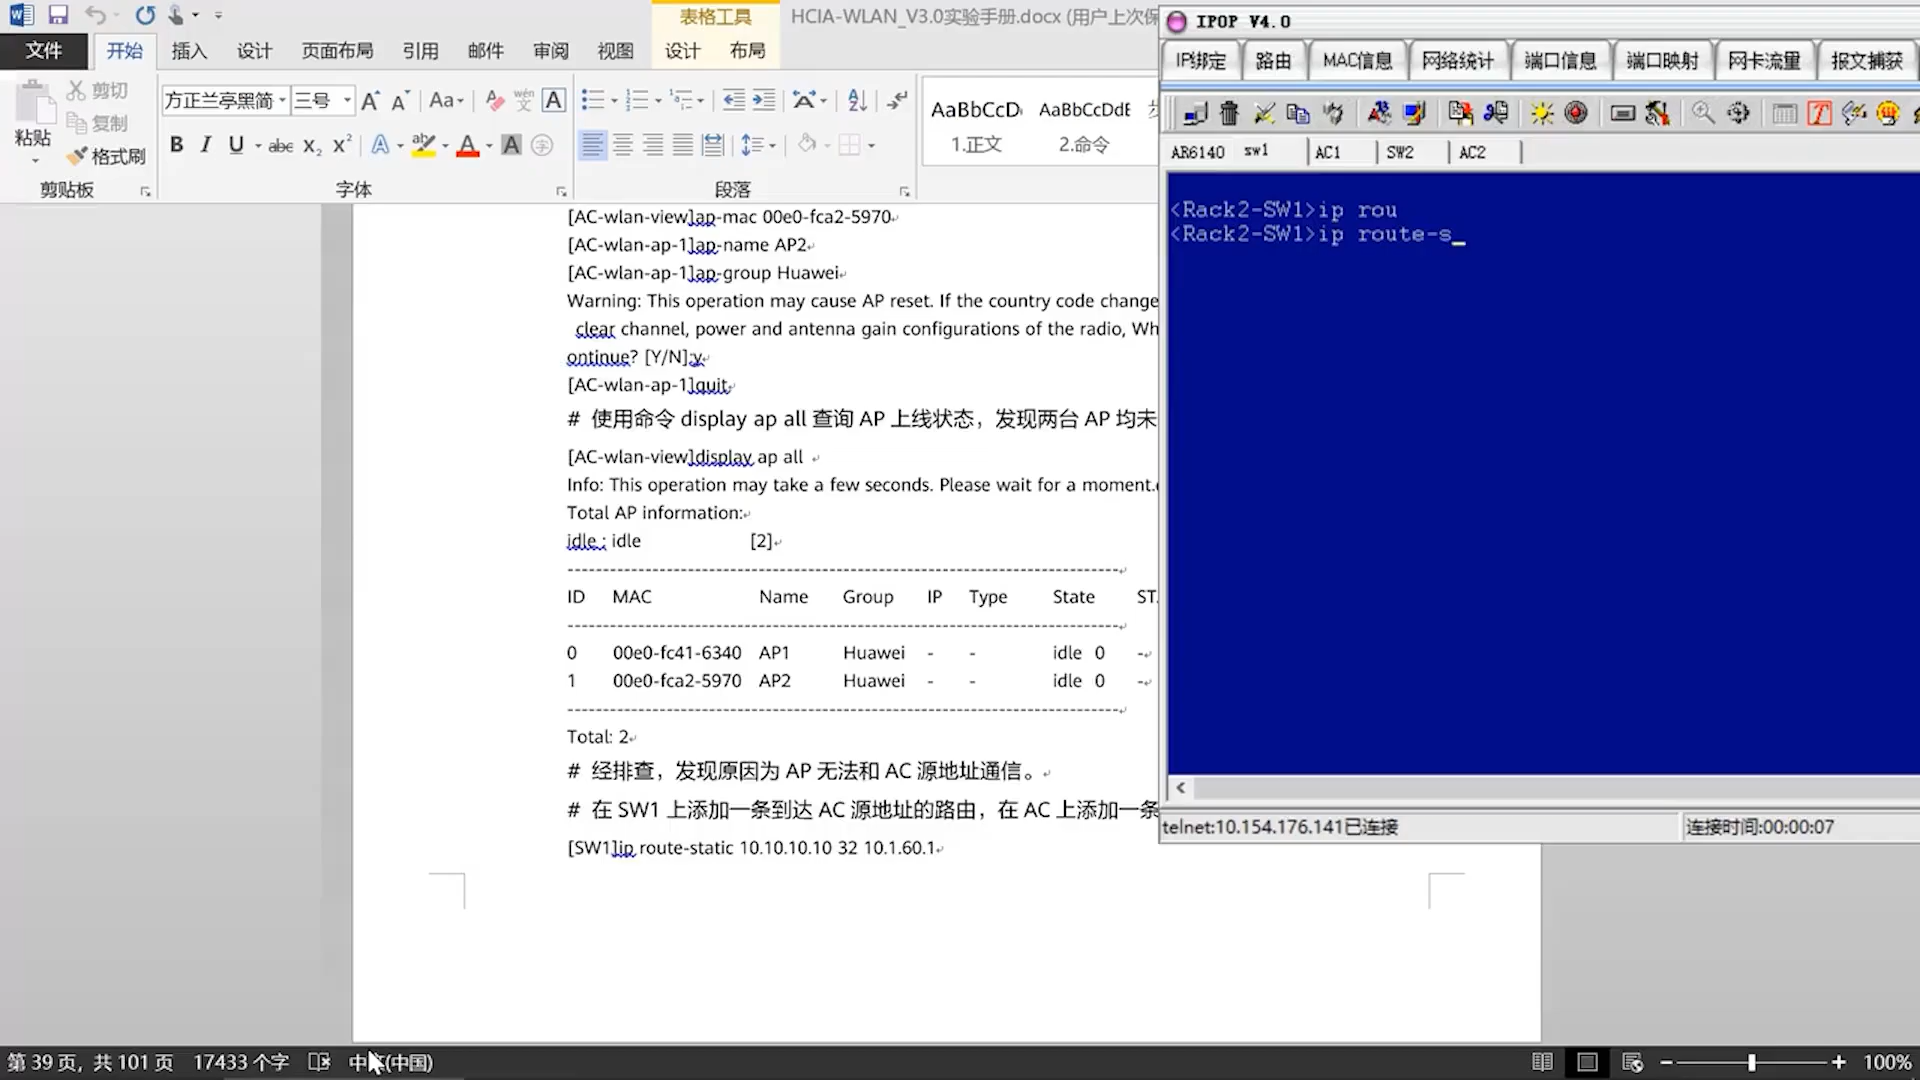 表格工具
HCIA-WLAN_V3.0实验手册.docx (用户上次保
文件
开始
插入
设计
页面布局
引用
邮件
审阅
视图
设计
布局
粘贴
剪切
复制
格式刷
剪贴板
方正兰亭黑简
三号
字体
段落
AaBbCcD
1.正文
AaBbCcDdE
2.命令
[AC-wlan-view]ap-mac 00e0-fca2-5970
[AC-wlan-ap-1]ap-name AP2
[AC-wlan-ap-1]ap-group Huawei
Warning: This operation may cause AP reset. If the country code change
clear channel, power and antenna gain configurations of the radio, Wh
ontinue? [Y/N]:y
[AC-wlan-ap-1]quit
# 使用命令 display ap all 查询 AP 上线状态，发现两台 AP 均未
[AC-wlan-view]display ap all
Info: This operation may take a few seconds. Please wait for a moment.
Total AP information:
idle : idle [2]
--------------------------------------------------------------------------------
ID MAC Name Group IP Type State ST
--------------------------------------------------------------------------------
0 00e0-fc41-6340 AP1 Huawei - - idle 0 -
1 00e0-fca2-5970 AP2 Huawei - - idle 0 -
--------------------------------------------------------------------------------
Total: 2
# 经排查，发现原因为 AP 无法和 AC 源地址通信。
# 在 SW1 上添加一条到达 AC 源地址的路由，在 AC 上添加一条
[SW1]ip route-static 10.10.10.10 32 10.1.60.1
IPOP V4.0
IP绑定
路由
MAC信息
网络统计
端口信息
端口映射
网卡流量
报文捕获
AR6140
sw1
AC1
SW2
AC2
<Rack2-SW1>ip rou
<Rack2-SW1>ip route-s_
telnet:10.154.176.141已连接
连接时间:00:00:07
第 39 页，共 101 页
17433 个字
100%